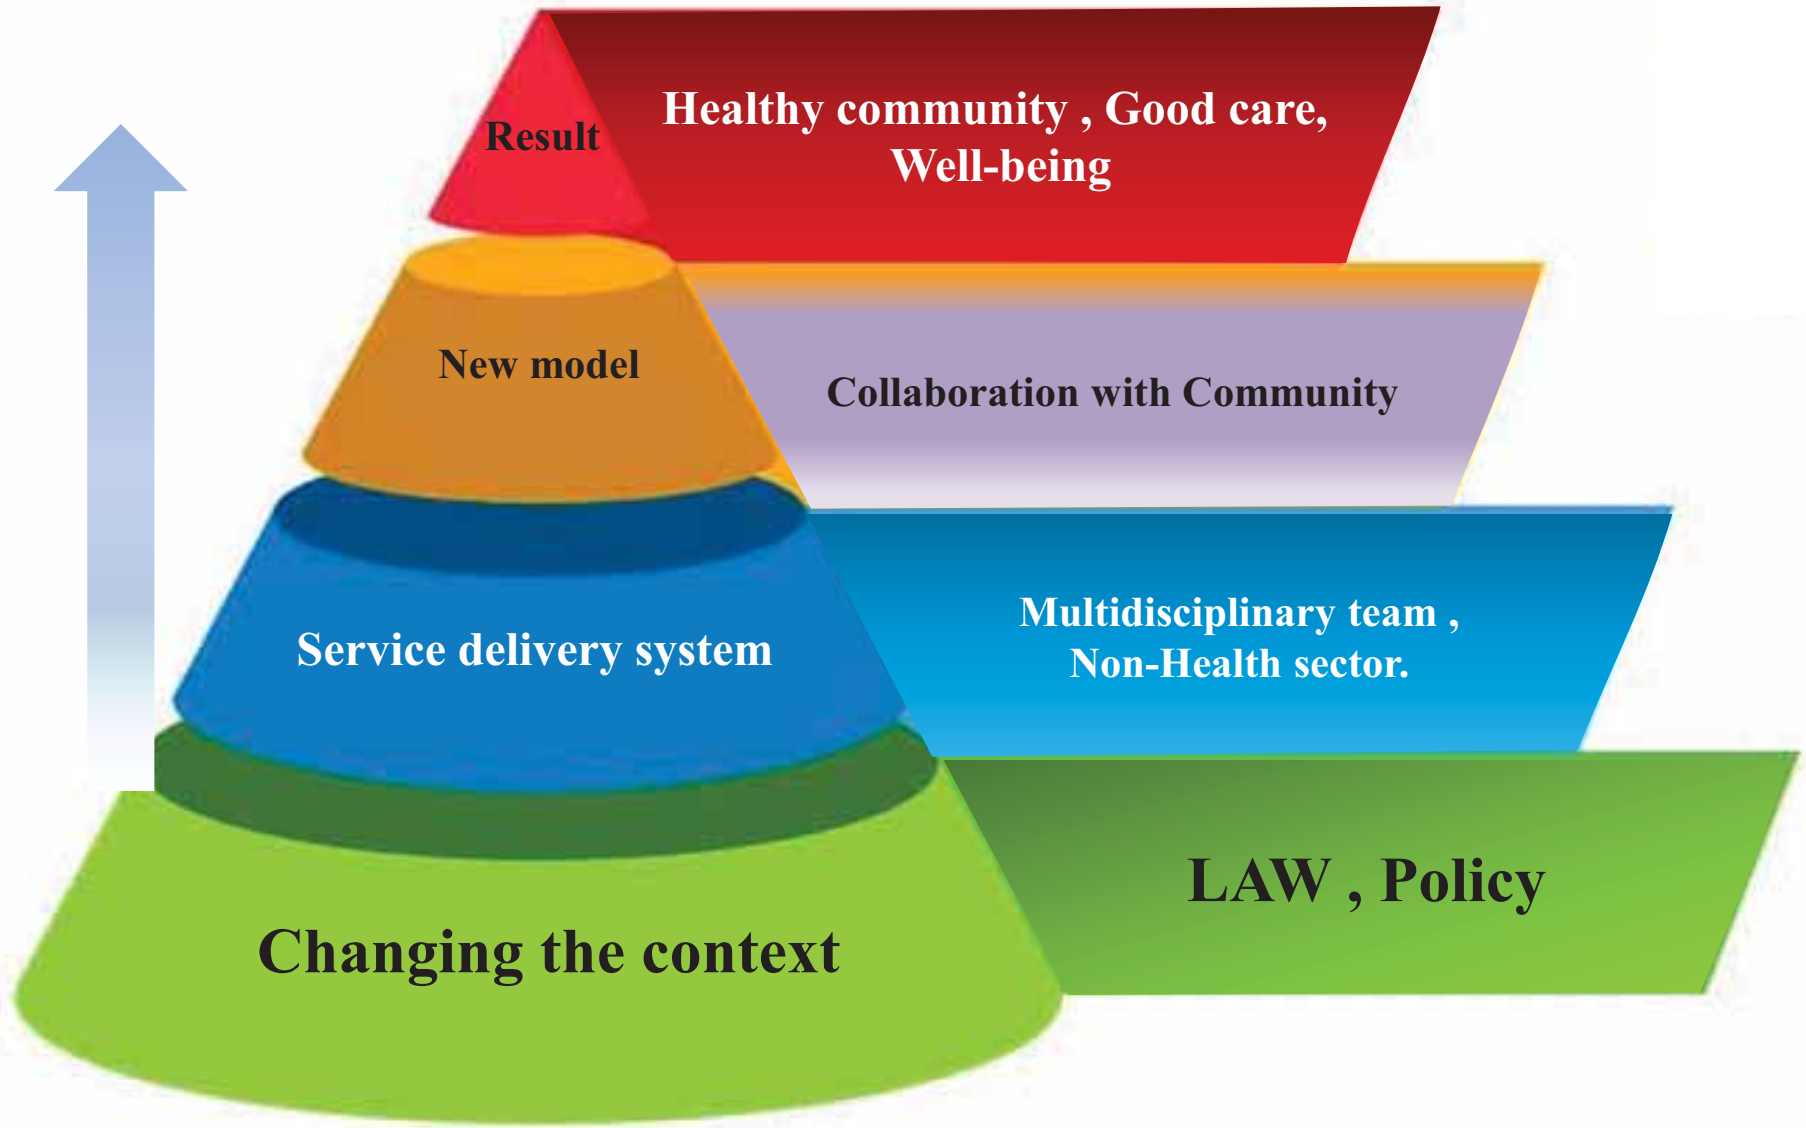 Result
Healthy community , Good care,
Well-being
New model
Collaboration with Community
Service delivery system
Multidisciplinary team ,
Non-Health sector.
Changing the context
LAW , Policy